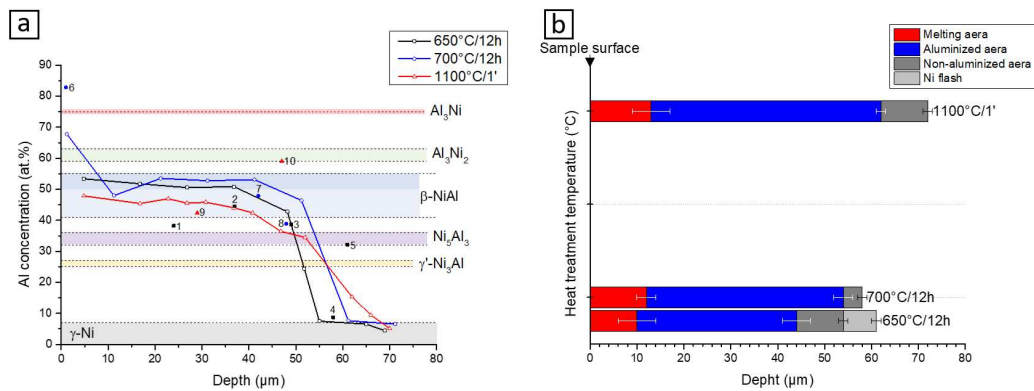 a
650°C/12h
700°C/12h
1100°C/1'
Al concentration (at.%)
90
80
70
60
50
40
30
20
10
0
6
Al₃Ni
Al₃Ni₂
10
β-NiAl
7
2
9
1
8
3
Ni₅Al₃
5
γ'-Ni₃Al
4
γ-Ni
0 10 20 30 40 50 60 70 80
Depth (µm)
b
Sample surface
Melting aera
Aluminized aera
Non-aluminized aera
Ni flash
Heat treatment temperature (°C)
1100°C/1'
700°C/12h
650°C/12h
0 10 20 30 40 50 60 70 80
Depht (µm)